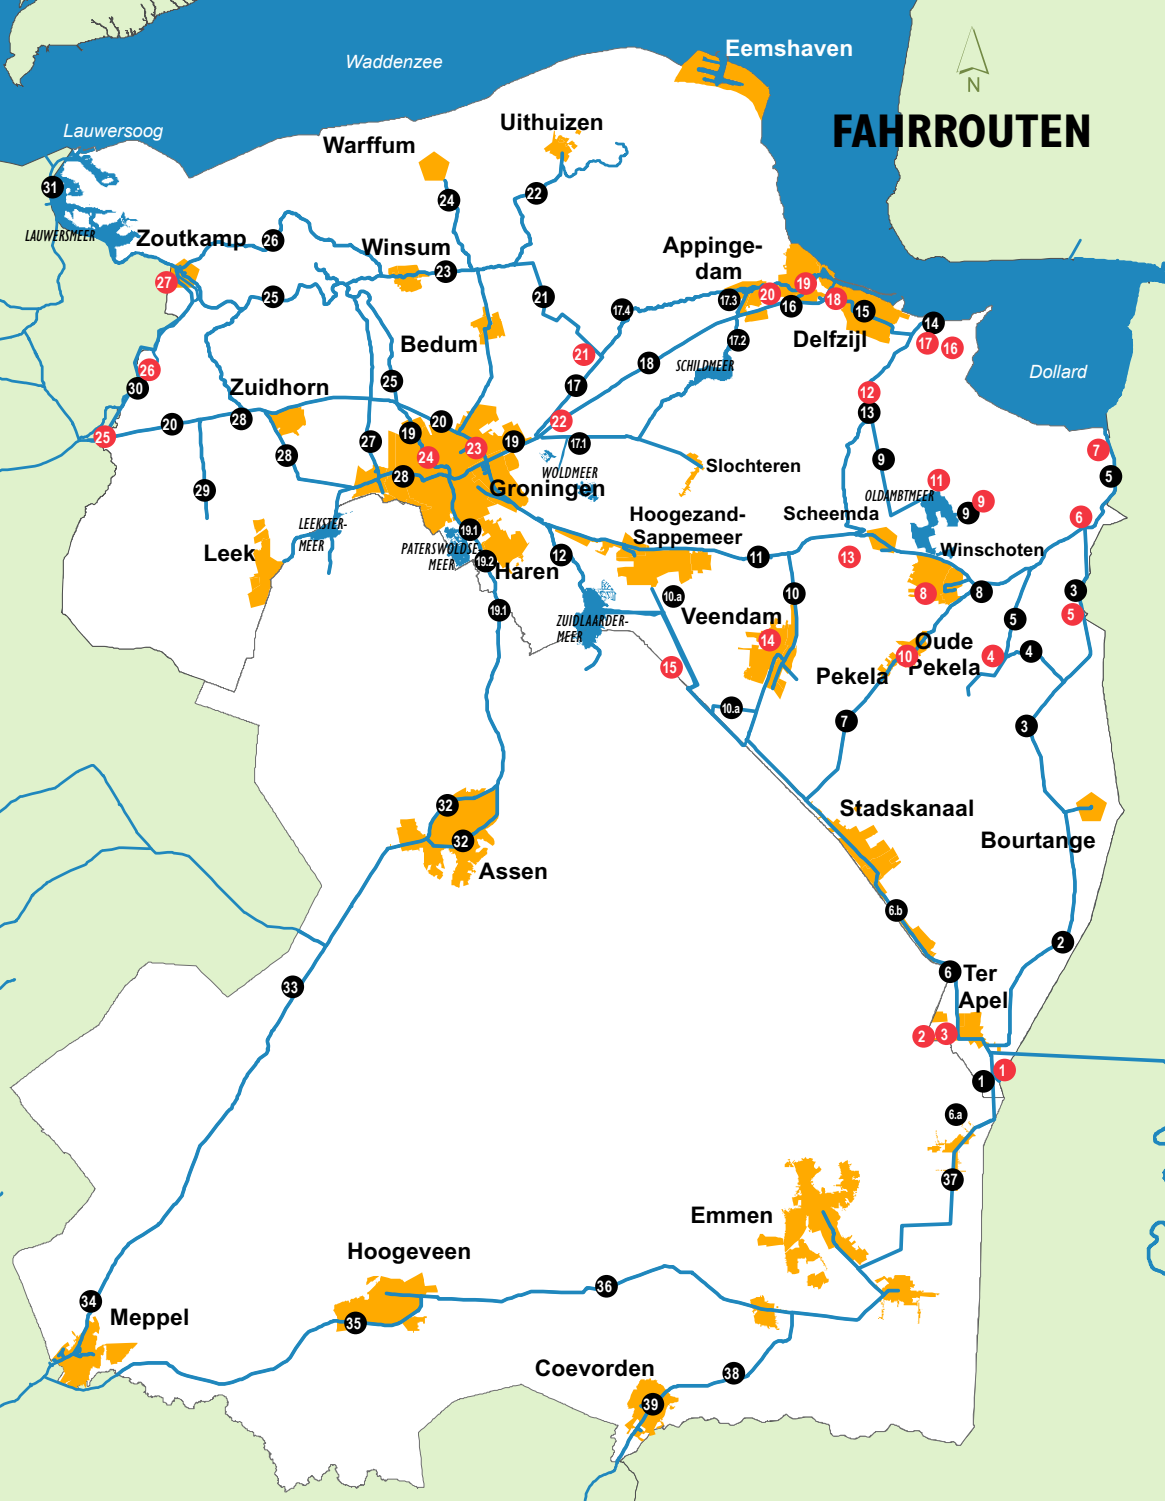 Eemshaven
Waddenzee
N
FAHRROUTEN
Lauwersoog
Uithuizen
Warffum
31
22
24
LAUWERSMEER
Zoutkamp
26
Winsum
23
Appinge-
dam
27
25
21
17.4
17.3
20
19
18
16
15
14
Delfzijl
17
16
Bedum
17.2
21
SCHILDMEER
18
Dollard
26
30
25
17
Zuidhorn
12
13
20
28
20
19
22
25
27
24
23
19
17.1
7
28
9
Slochteren
5
28
WOLDMEER
29
Groningen
11
OLDAMBTMEER
9
9
6
LEEKSTER-
MEER
Hoogezand-
Sappemeer
Scheemda
19.1
PATERSWOLDSE
MEER
19.2
Leek
Haren
12
11
13
Winschoten
10.a
10
8
8
3
19.1
ZUIDLAARDER-
MEER
Veendam
5
5
14
15
Oude
Pekela
10
4
4
Pekela
10.a
7
3
32
32
Stadskanaal
Bourtange
Assen
6.b
2
33
6
Ter
Apel
2
3
1
1
6.a
37
Emmen
Hoogeveen
36
34
Meppel
35
Coevorden
38
39